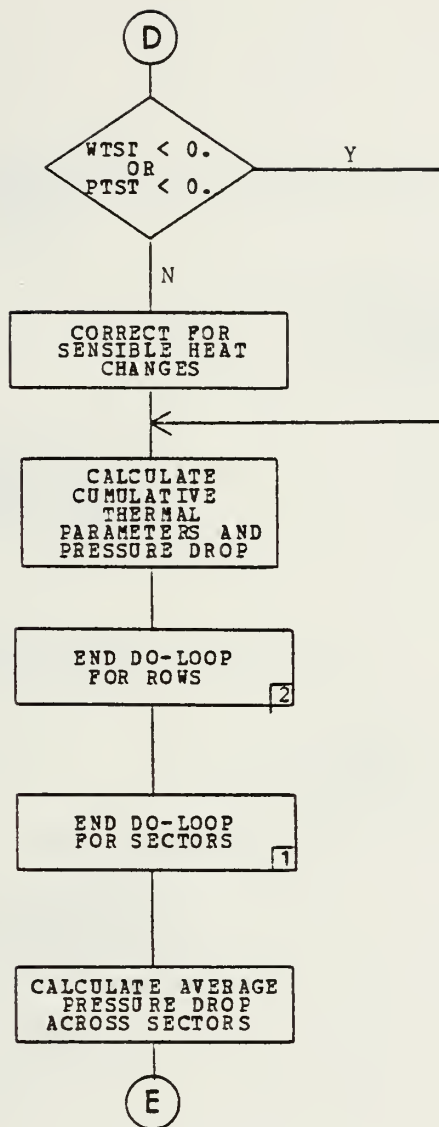 D
WTST < 0.
OR
PTST < 0.
Y
N
CORRECT FOR
SENSIBLE HEAT
CHANGES
CALCULATE
CUMULATIVE
THERMAL
PARAMETERS AND
PRESSURE DROP
END DO-LOOP
FOR ROWS
2
END DO-LOOP
FOR SECTORS
1
CALCULATE AVERAGE
PRESSURE DROP
ACROSS SECTORS
E